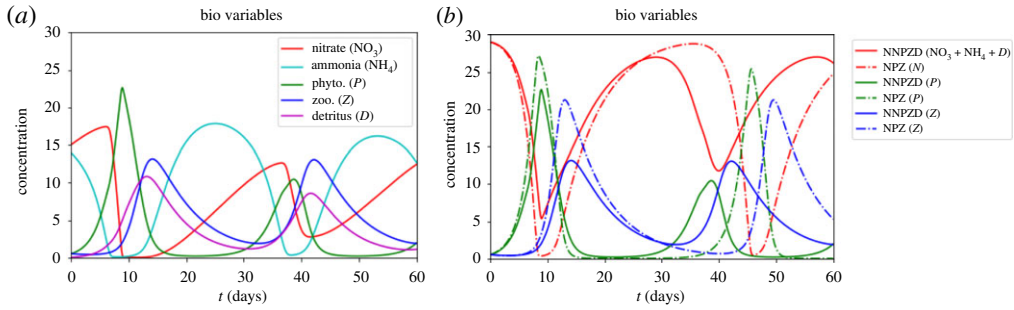 (a)
bio variables
concentration
30
25
20
15
10
5
0
0 10 20 30 40 50 60
t (days)
nitrate (NO₃)
ammonia (NH₄)
phyto. (P)
zoo. (Z)
detritus (D)
(b)
bio variables
concentration
30
25
20
15
10
5
0
0 10 20 30 40 50 60
t (days)
NNPZD (NO₃ + NH₄ + D)
NPZ (N)
NNPZD (P)
NPZ (P)
NNPZD (Z)
NPZ (Z)